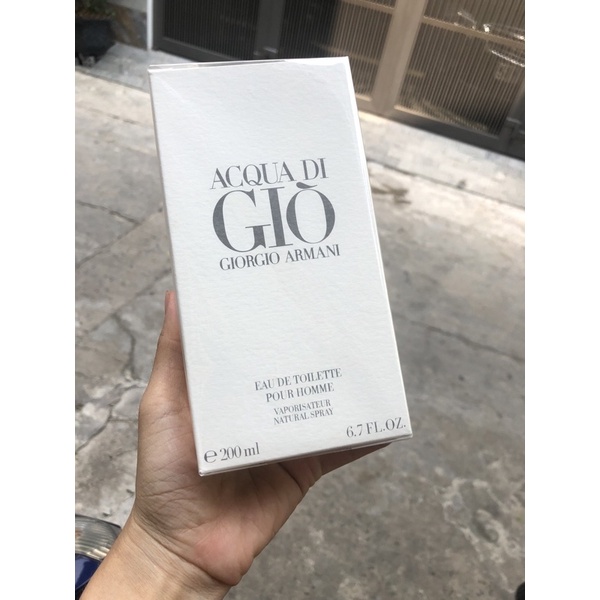 ACQUA DI
GIÒ
GIORGIO ARMANI
EAU DE TOILETTE
POUR HOMME
VAPORISATEUR
NATURAL SPRAY
℮ 200 ml 6.7 FL.OZ.